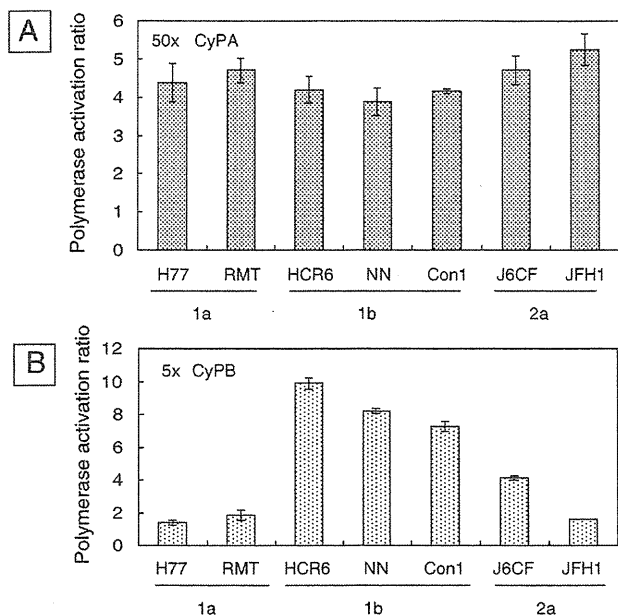 A
50x CyPA
Polymerase activation ratio
6
5
4
3
2
1
0
H77 RMT HCR6 NN Con1 J6CF JFH1
1a 1b 2a
B
5x CyPB
Polymerase activation ratio
12
10
8
6
4
2
0
H77 RMT HCR6 NN Con1 J6CF JFH1
1a 1b 2a